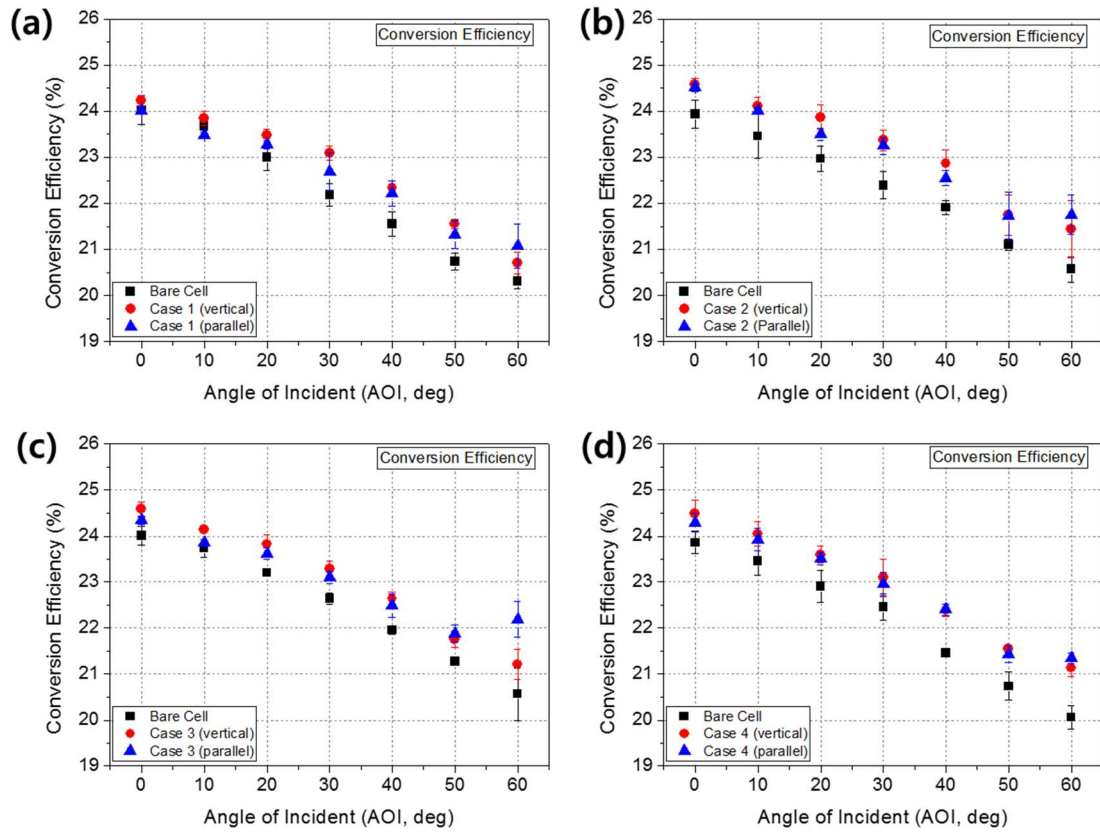 (a)
Conversion Efficiency
Conversion Efficiency (%)
26
25
24
23
22
21
20
19
Bare Cell
Case 1 (vertical)
Case 1 (parallel)
0 10 20 30 40 50 60
Angle of Incident (AOI, deg)
(b)
Conversion Efficiency
Conversion Efficiency (%)
26
25
24
23
22
21
20
19
Bare Cell
Case 2 (vertical)
Case 2 (Parallel)
0 10 20 30 40 50 60
Angle of Incident (AOI, deg)
(c)
Conversion Efficiency
Conversion Efficiency (%)
26
25
24
23
22
21
20
19
Bare Cell
Case 3 (vertical)
Case 3 (parallel)
0 10 20 30 40 50 60
Angle of Incident (AOI, deg)
(d)
Conversion Efficiency
Conversion Efficiency (%)
26
25
24
23
22
21
20
19
Bare Cell
Case 4 (vertical)
Case 4 (parallel)
0 10 20 30 40 50 60
Angle of Incident (AOI, deg)